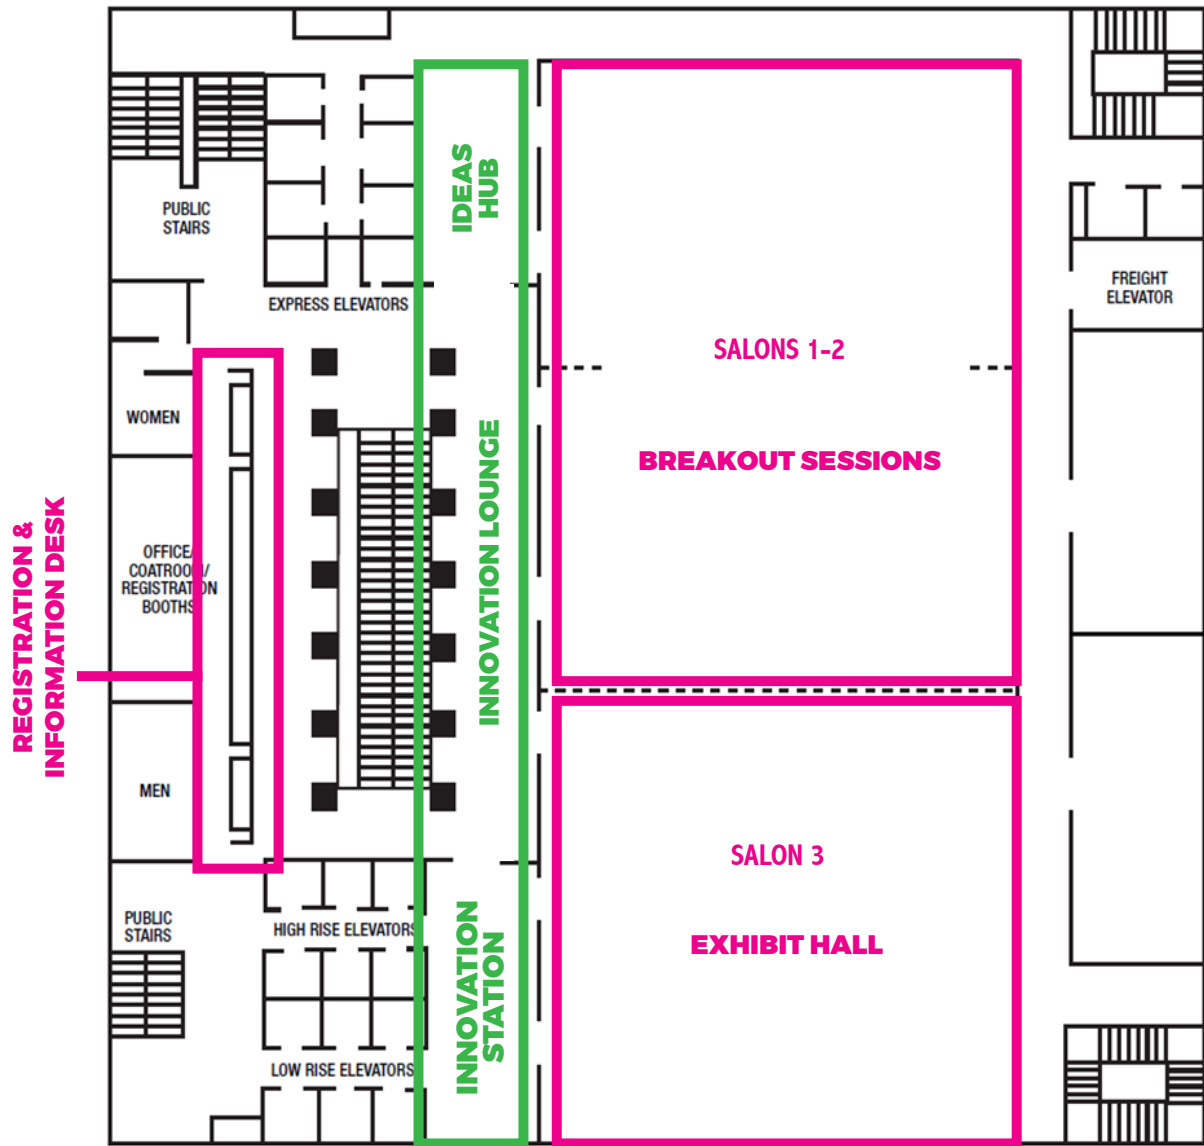 IDEAS
HUB
PUBLIC
STAIRS
EXPRESS ELEVATORS
FREIGHT
ELEVATOR
SALONS 1-2
BREAKOUT SESSIONS
WOMEN
INNOVATION LOUNGE
REGISTRATION &
INFORMATION DESK
OFFICE/
COATROOM/
REGISTRATION
BOOTHS
MEN
SALON 3
EXHIBIT HALL
PUBLIC
STAIRS
HIGH RISE ELEVATORS
INNOVATION
STATION
LOW RISE ELEVATORS